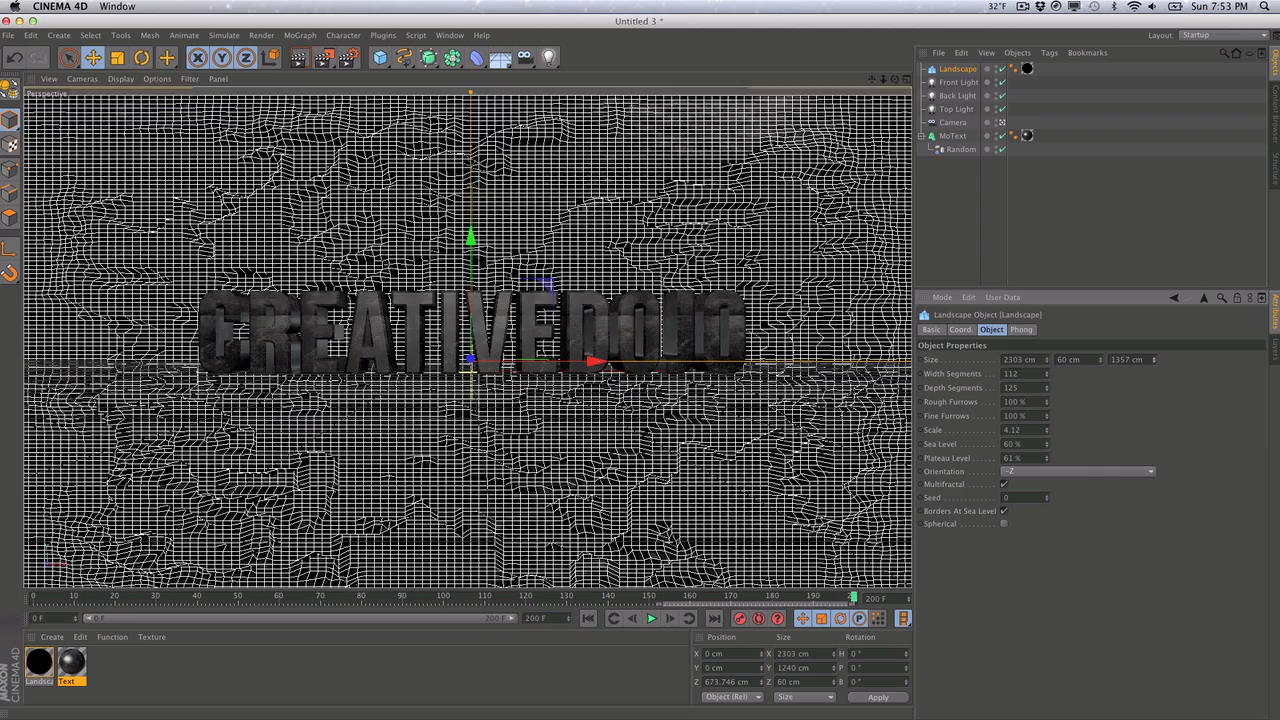 CINEMA 4D Window 32°F Sun 7:53 PM
Untitled 3 *
File Edit Create Select Tools Mesh Animate Simulate Render MoGraph Character Plugins Script Window Help Layout: Startup
File Edit View Objects Tags Bookmarks
View Cameras Display Options Filter Panel
Perspective
Landscape
Front Light
Back Light
Top Light
Camera
MoText
Random
Objects
Content Browser
Structure
CREATIVEDOJO
Mode Edit User Data
Landscape Object [Landscape]
Basic Coord. Object Phong
Object Properties
Size 2303 cm 60 cm 1357 cm
Width Segments 112
Depth Segments 125
Rough Furrows 100 %
Fine Furrows 100 %
Scale 4.12
Sea Level 60 %
Plateau Level 61 %
Orientation -Z
Multifractal
Seed 0
Borders At Sea Level
Spherical
Attributes
Layers
0 10 20 30 40 50 60 70 80 90 100 110 120 130 140 150 160 170 180 190 200 F
0 F 0 F 200 F 200 F
Create Edit Function Texture
Landsca Text
MAXON CINEMA 4D
Position Size Rotation
X 0 cm X 2303 cm H 0 °
Y 0 cm Y 1240 cm P 0 °
Z 673.746 cm Z 60 cm B 0 °
Object (Rel) Size Apply